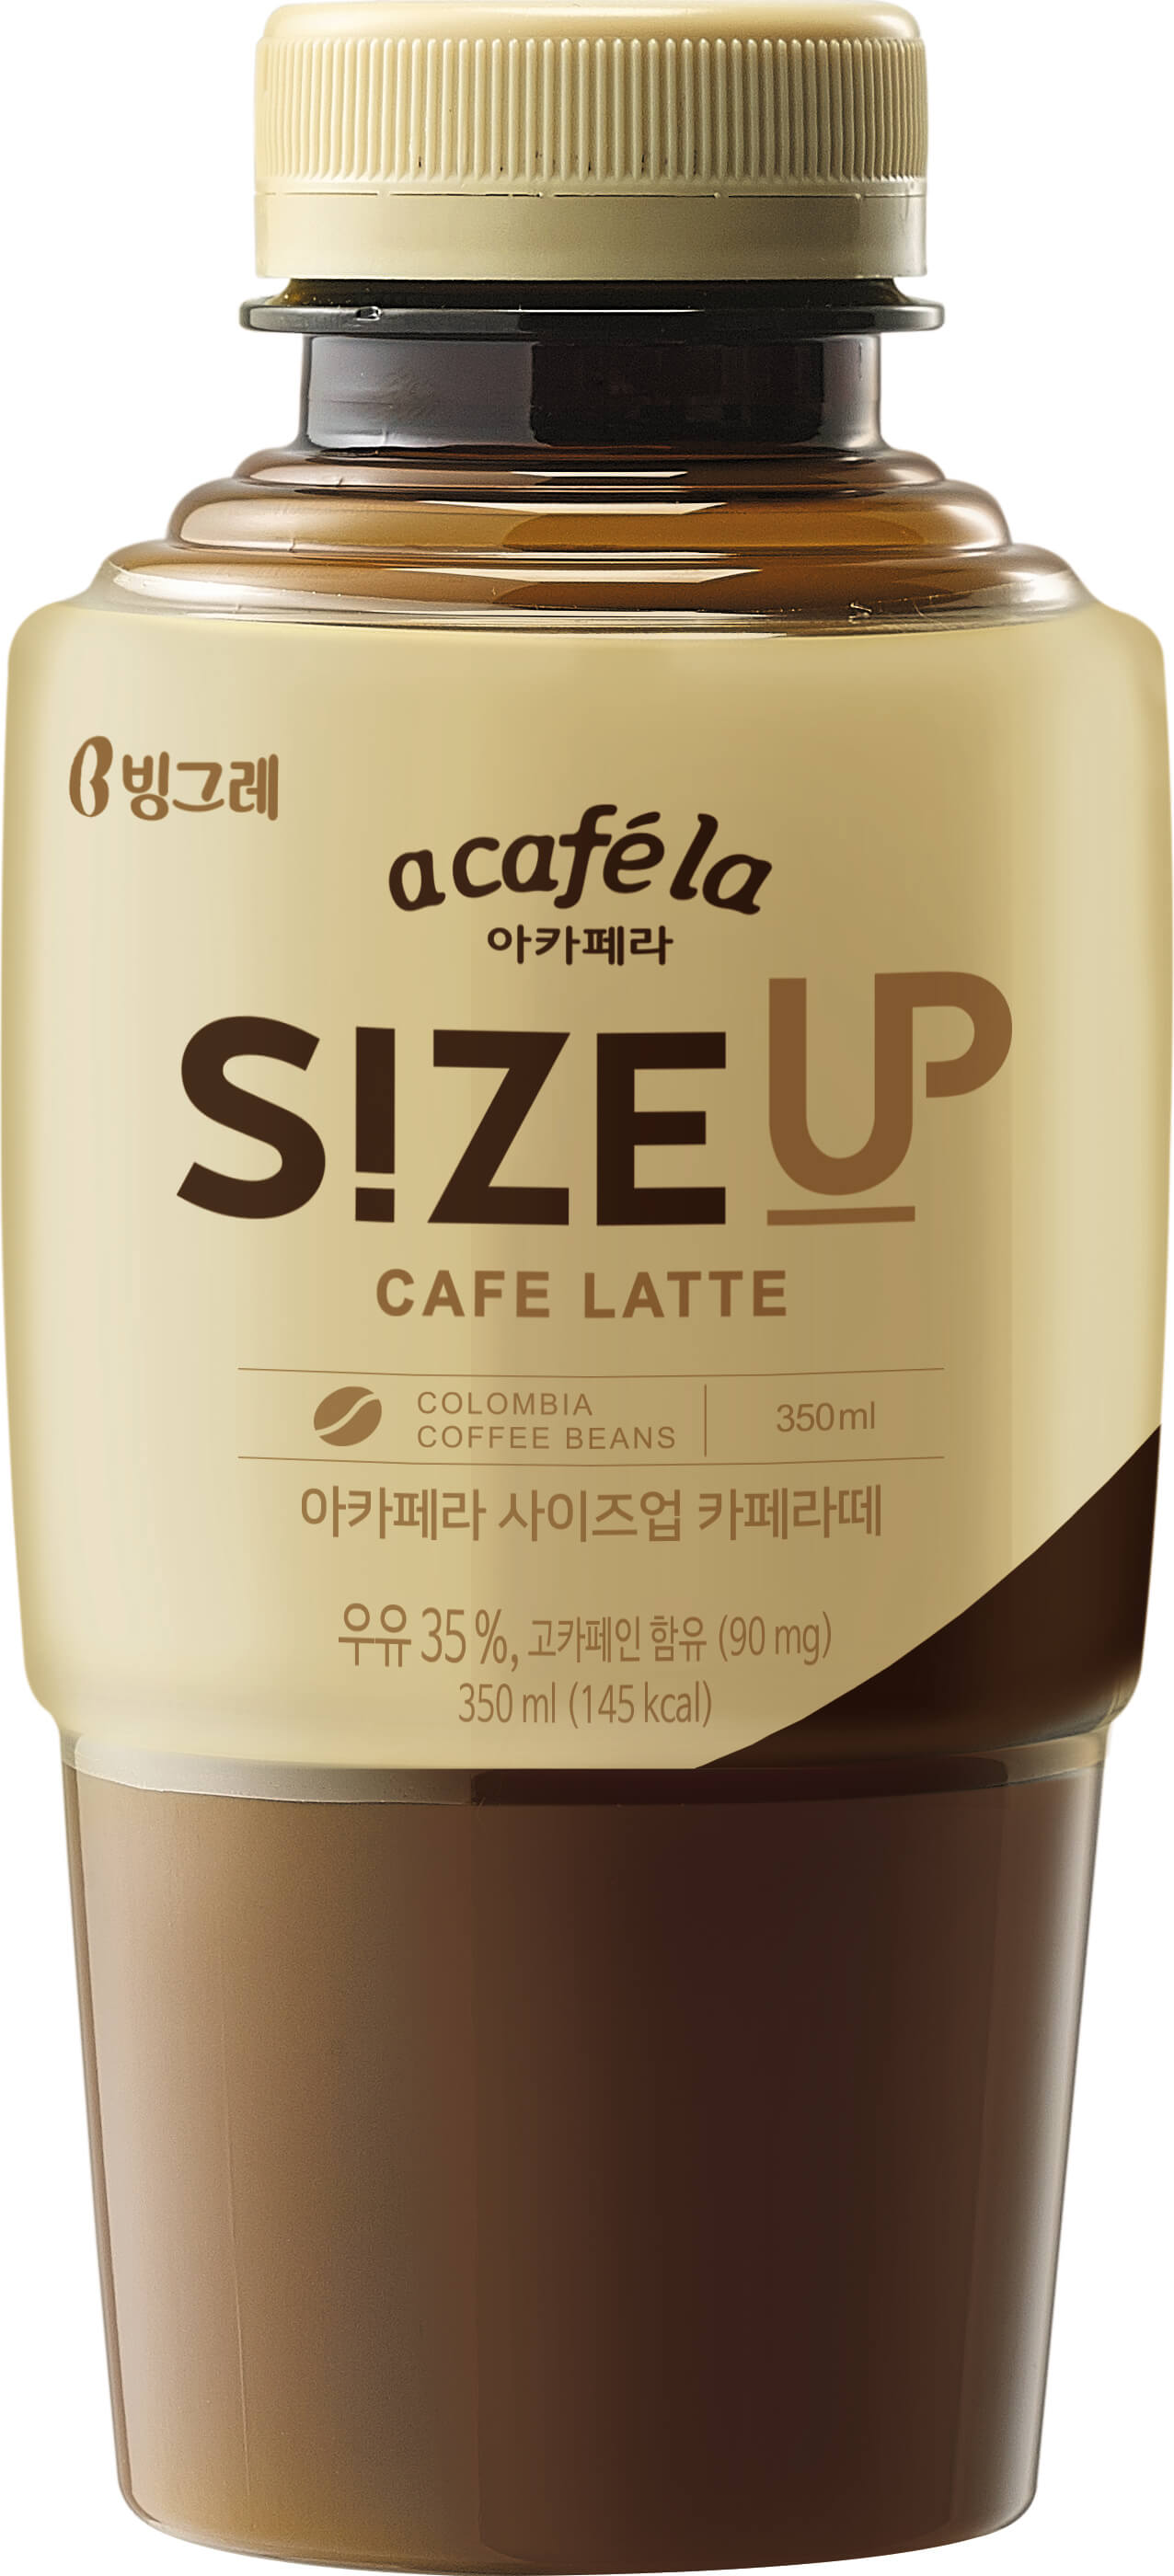 빙그레
acaféla
아카페라
SIZE UP
CAFE LATTE
COLOMBIA
COFFEE BEANS
350ml
아카페라 사이즈업 카페라떼
우유 35%, 고카페인 함유 (90 mg)
350 ml (145 kcal)